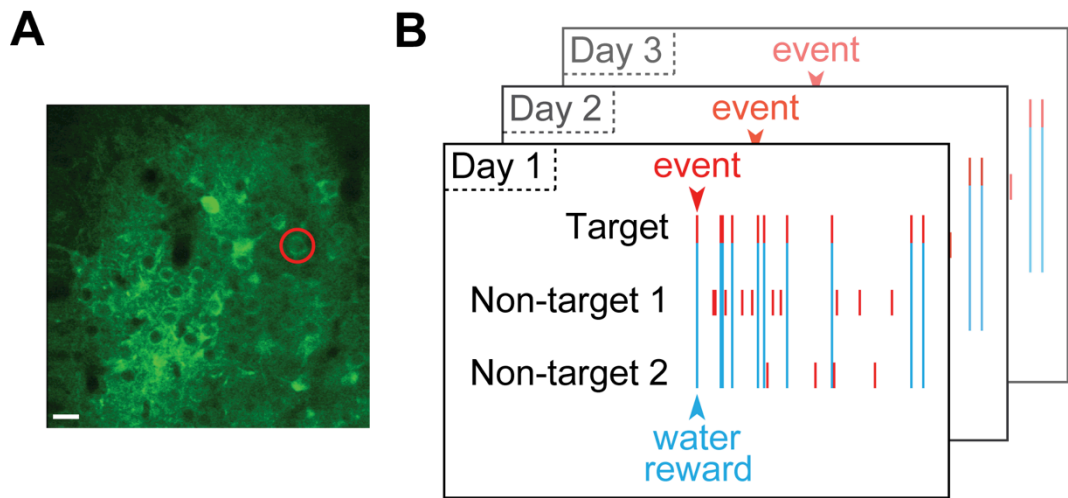 A
B
Day 3
event
Day 2
event
Day 1
event
Target
Non-target 1
Non-target 2
water
reward